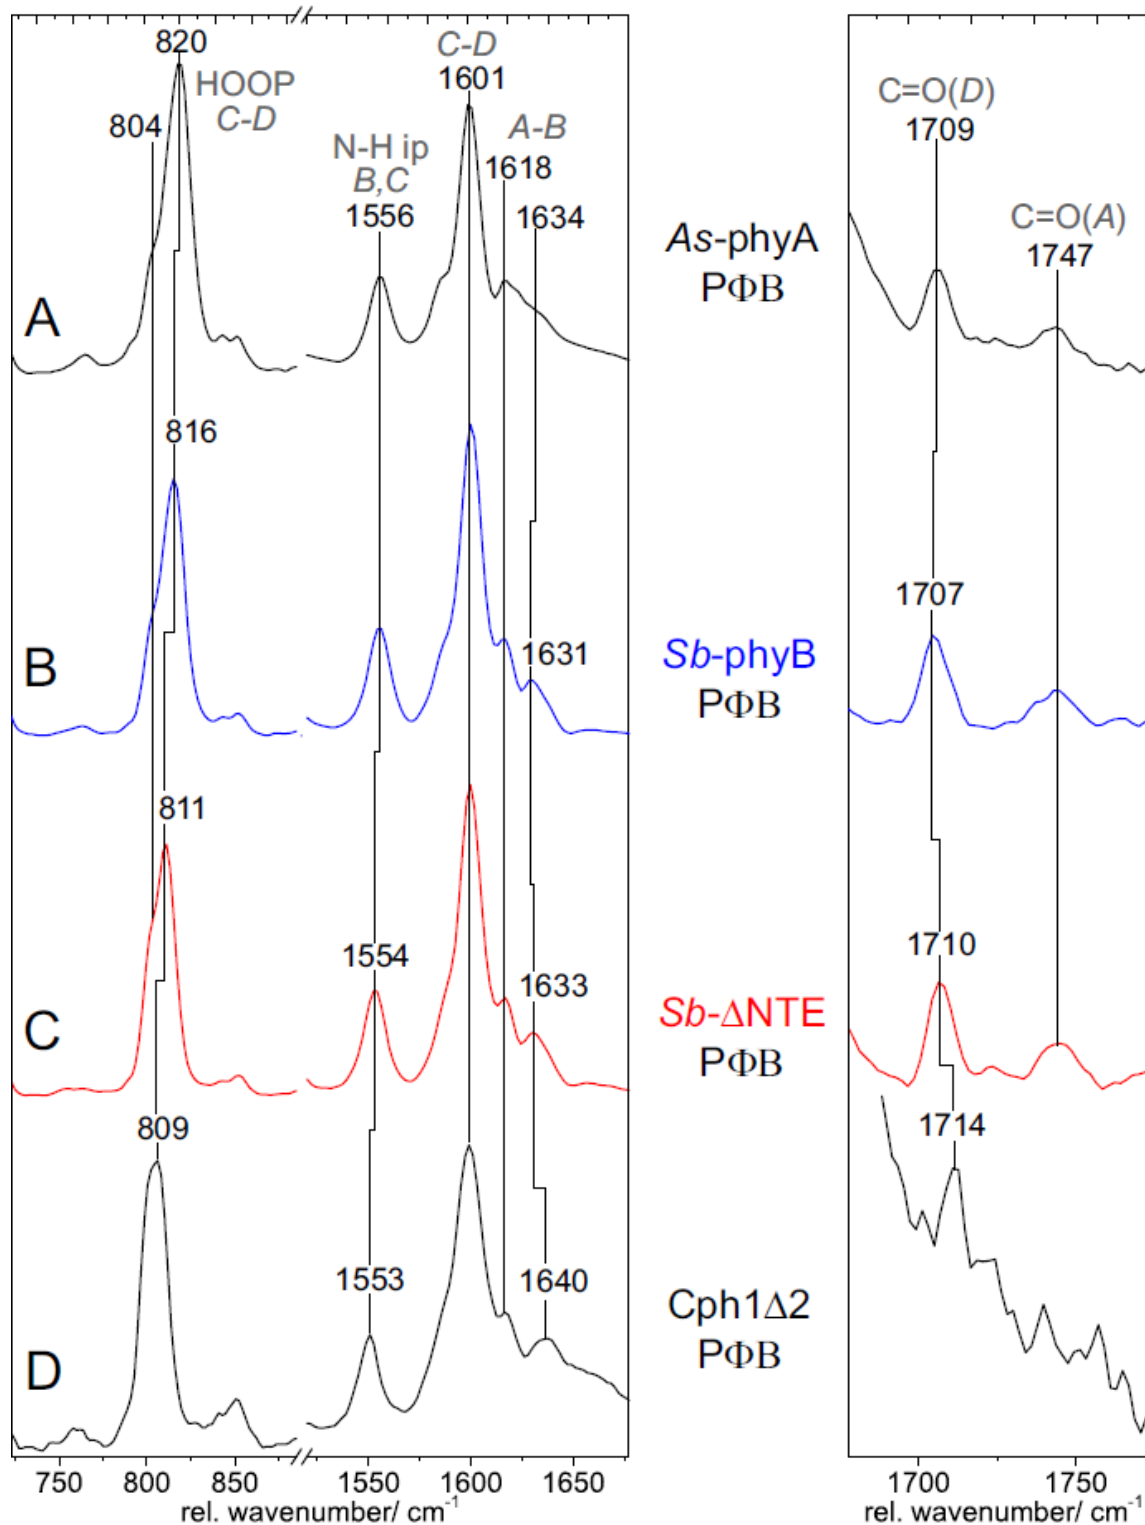 820
HOOP
C-D
804
C-D
1601
A-B
N-H ip
B,C
1618
1556
1634
C=O(D)
1709
C=O(A)
1747
As-phyA
PΦB
A
816
1707
B
1631
Sb-phyB
PΦB
811
1554
1633
1710
C
Sb-ΔNTE
PΦB
809
1714
1553
1640
Cph1Δ2
PΦB
D
750 800 850 1550 1600 1650 1700 1750
rel. wavenumber/ cm⁻¹ rel. wavenumber/ cm⁻¹